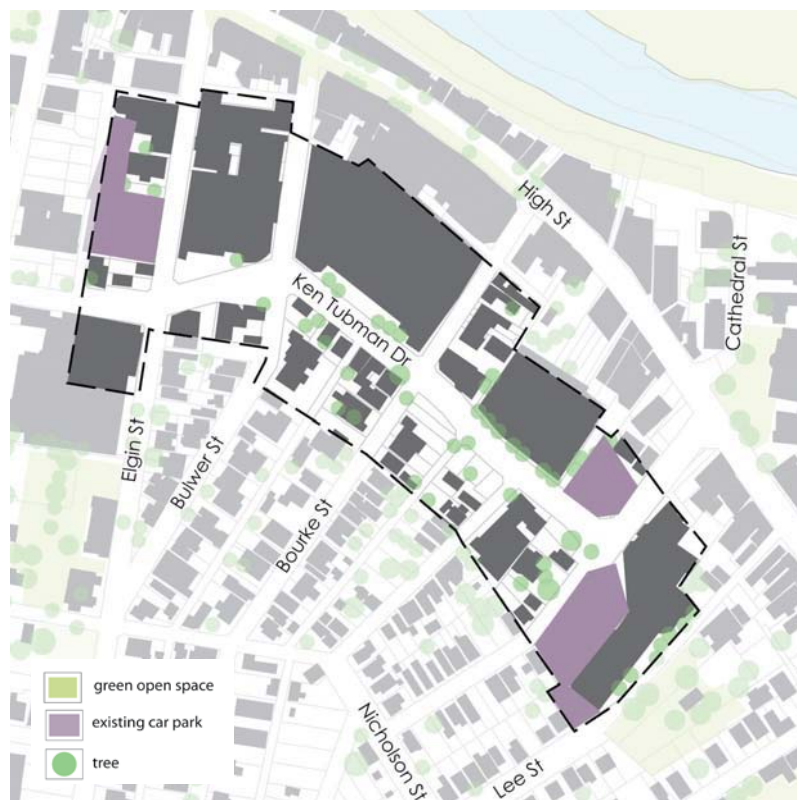 High St
Cathedral St
Ken Tubman Dr
Elgin St
Bulwer St
Bourke St
Nicholson St
Lee St
green open space
existing car park
tree